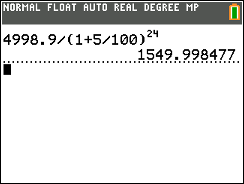 NORMAL FLOAT AUTO REAL DEGREE MP
4998.9/(1+5/100)^24
1549.998477